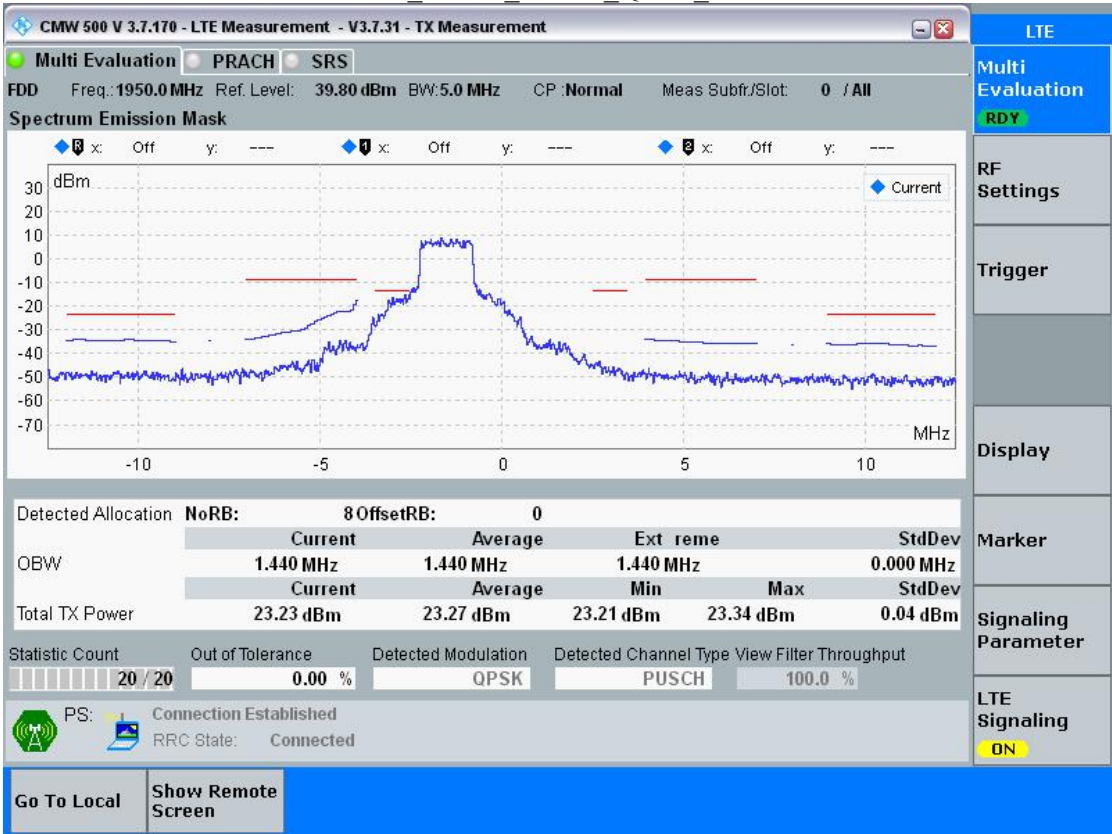 CMW 500 V 3.7.170 - LTE Measurement - V3.7.31 - TX Measurement
LTE
Multi Evaluation PRACH SRS
FDD Freq.: 1950.0 MHz Ref. Level: 39.80 dBm BW: 5.0 MHz CP : Normal Meas Subfr./Slot: 0 / All
Spectrum Emission Mask
R x: Off y: --- 1 x: Off y: --- 2 x: Off y: ---
dBm
Current
30
20
10
0
-10
-20
-30
-40
-50
-60
-70
MHz
-10 -5 0 5 10
Detected Allocation NoRB: 8 OffsetRB: 0
Current Average Ext reme StdDev
OBW 1.440 MHz 1.440 MHz 1.440 MHz 0.000 MHz
Current Average Min Max StdDev
Total TX Power 23.23 dBm 23.27 dBm 23.21 dBm 23.34 dBm 0.04 dBm
Statistic Count Out of Tolerance Detected Modulation Detected Channel Type View Filter Throughput
20 / 20 0.00 % QPSK PUSCH 100.0 %
PS: Connection Established
RRC State: Connected
Multi
Evaluation
RDY
RF
Settings
Trigger
Display
Marker
Signaling
Parameter
LTE
Signaling
ON
Go To Local
Show Remote
Screen